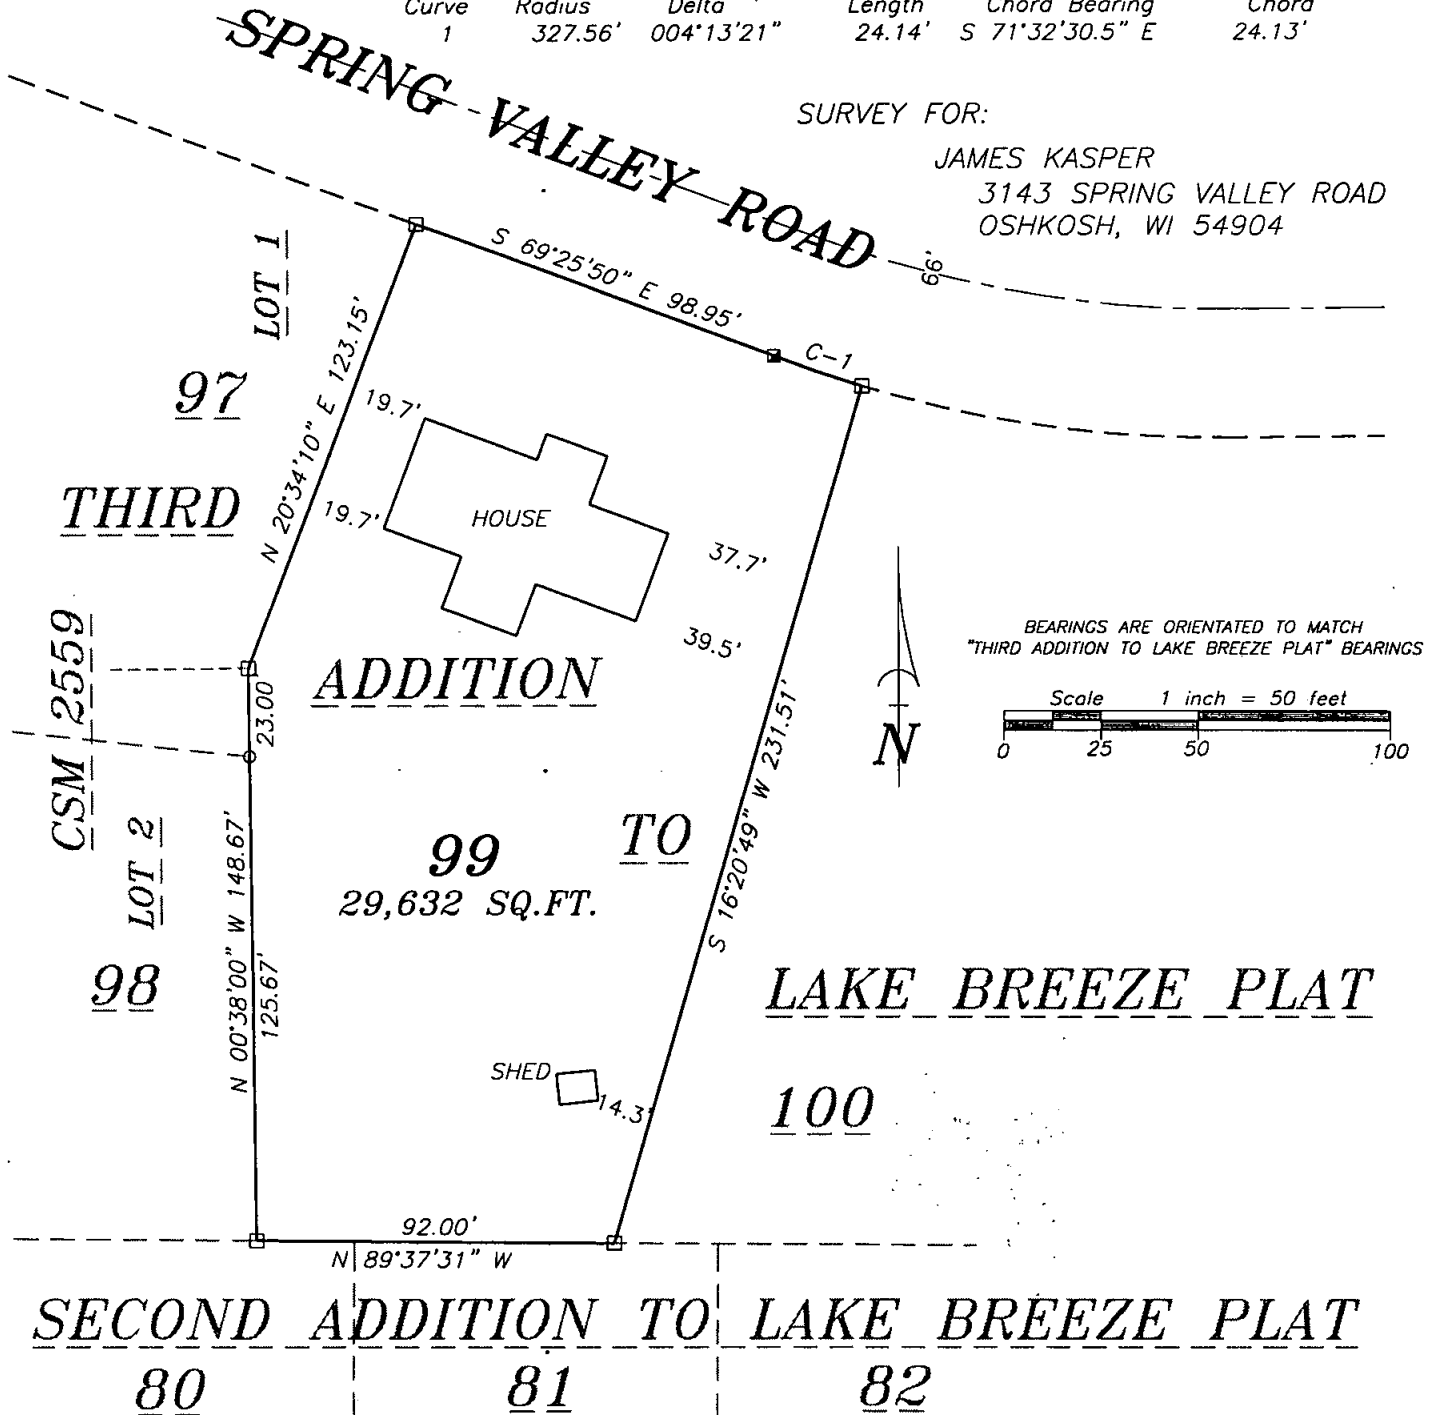 Curve Radius Delta Length Chord Bearing Chord
1 327.56' 004°13'21" 24.14' S 71°32'30.5" E 24.13'
SPRING VALLEY ROAD
SURVEY FOR:
JAMES KASPER
3143 SPRING VALLEY ROAD
OSHKOSH, WI 54904
66'
S 69°25'50" E 98.95'
C-1
LOT 1
N 20°34'10" E 123.15'
97
19.7'
THIRD
19.7'
HOUSE
37.7'
39.5'
BEARINGS ARE ORIENTATED TO MATCH
"THIRD ADDITION TO LAKE BREEZE PLAT" BEARINGS
CSM 2559
ADDITION
23.00
Scale 1 inch = 50 feet
0 25 50 100
N
S 16°20'49" W 231.51'
LOT 2
99
TO
29,632 SQ.FT.
N 00°38'00" W 148.67'
125.67'
98
LAKE BREEZE PLAT
SHED
14.3'
100
92.00'
N 89°37'31" W
SECOND ADDITION TO LAKE BREEZE PLAT
80 81 82